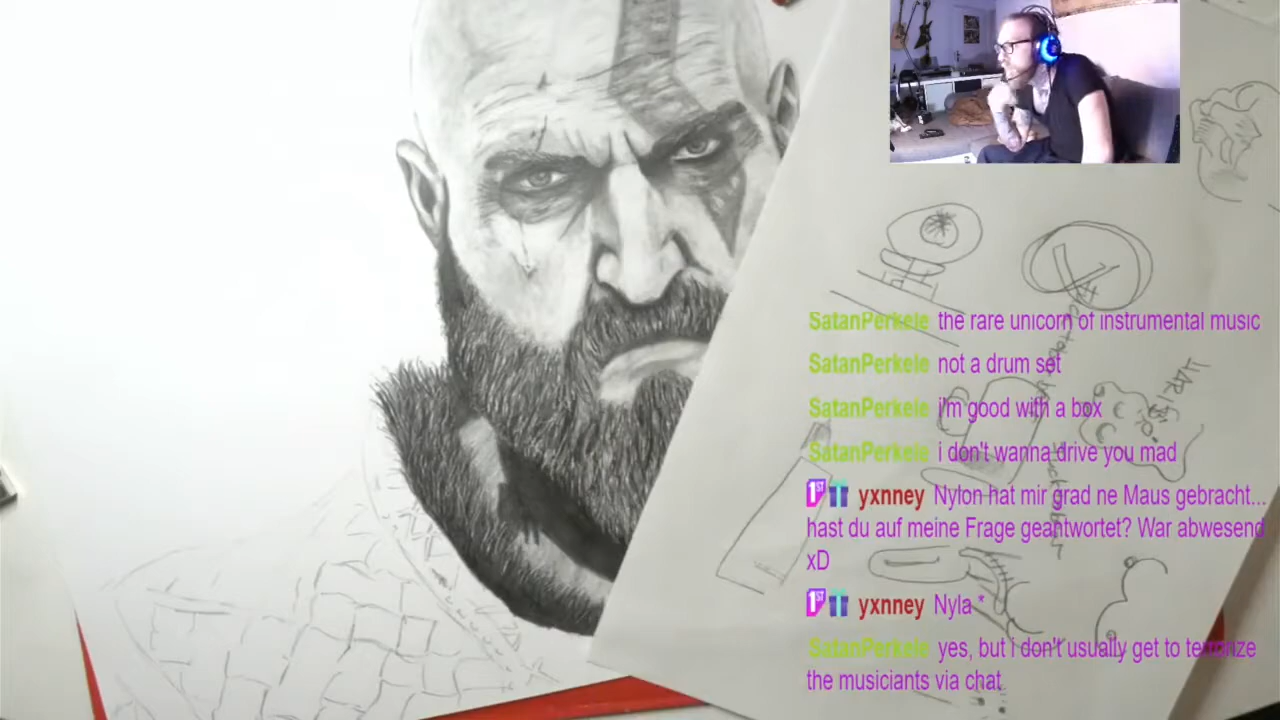 SatanPerkele the rare unicorn of instrumental music
SatanPerkele not a drum set
SatanPerkele i'm good with a box
SatanPerkele i don't wanna drive you mad
1ST yxnney Nylon hat mir grad ne Maus gebracht...
hast du auf meine Frage geantwortet? War abwesend
xD
1ST yxnney Nyla *
SatanPerkele yes, but i don't usually get to terrorize
the musiciants via chat